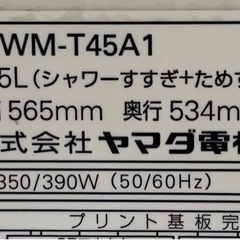 WM-T45A1
5L(シャワーすすぎ+ためす
565mm 奥行 534m
式会社 ヤマダ電
350/390W (50/60Hz)
プリント基板完